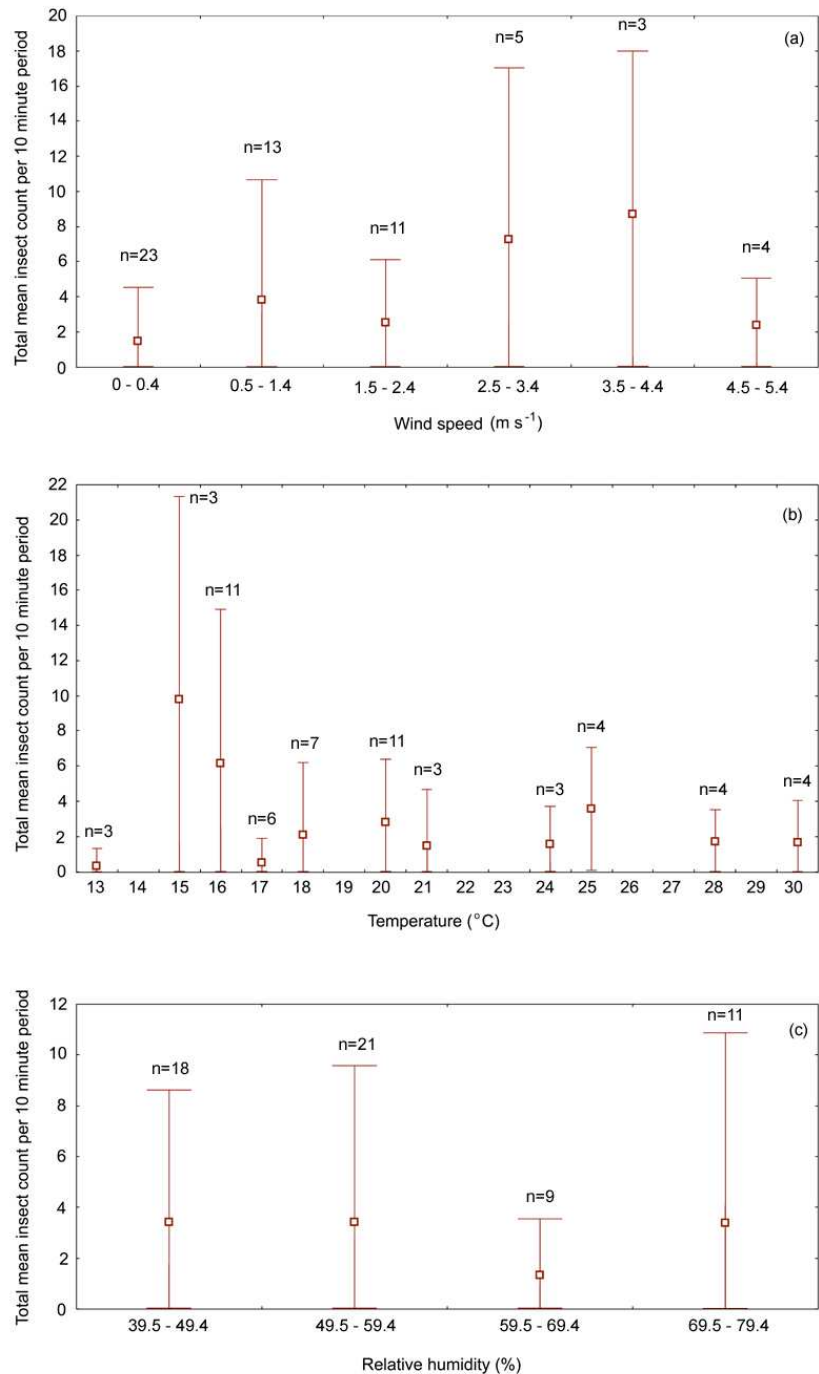 Total mean insect count per 10 minute period
20
18
16
14
12
10
8
6
4
2
0
(a)
n=23
n=13
n=11
n=5
n=3
n=4
0 - 0.4
0.5 - 1.4
1.5 - 2.4
2.5 - 3.4
3.5 - 4.4
4.5 - 5.4
Wind speed (m s⁻¹)
Total mean insect count per 10 minute period
22
20
18
16
14
12
10
8
6
4
2
0
(b)
n=3
n=3
n=11
n=6
n=7
n=11
n=3
n=3
n=4
n=4
n=4
13 14 15 16 17 18 19 20 21 22 23 24 25 26 27 28 29 30
Temperature (°C)
Total mean insect count per 10 minute period
12
10
8
6
4
2
0
(c)
n=18
n=21
n=9
n=11
39.5 - 49.4
49.5 - 59.4
59.5 - 69.4
69.5 - 79.4
Relative humidity (%)